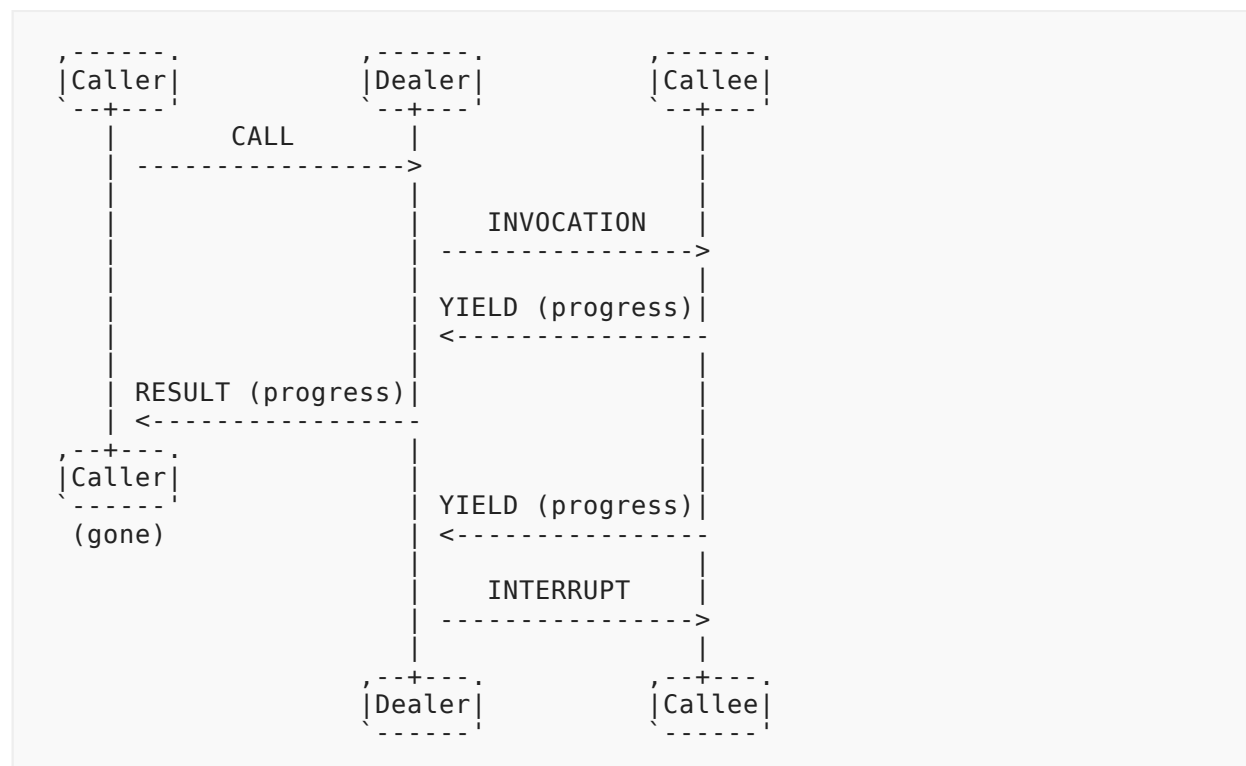 Caller Dealer Callee
CALL
INVOCATION
YIELD (progress)
RESULT (progress)
Caller
YIELD (progress)
(gone)
INTERRUPT
Dealer Callee